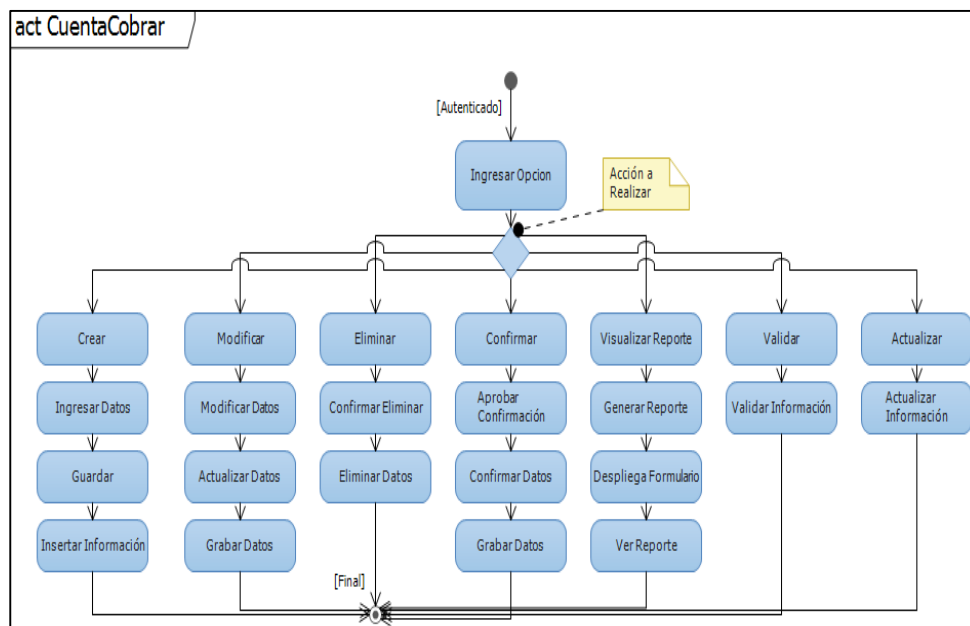 act CuentaCobrar
[Autenticado]
Ingresar Opcion
Acción a
Realizar
Crear
Modificar
Eliminar
Confirmar
Visualizar Reporte
Validar
Actualizar
Ingresar Datos
Modificar Datos
Confirmar Eliminar
Aprobar
Confirmación
Generar Reporte
Validar Información
Actualizar
Información
Guardar
Actualizar Datos
Eliminar Datos
Confirmar Datos
Despliega Formulario
Insertar Información
Grabar Datos
Grabar Datos
Ver Reporte
[Final]